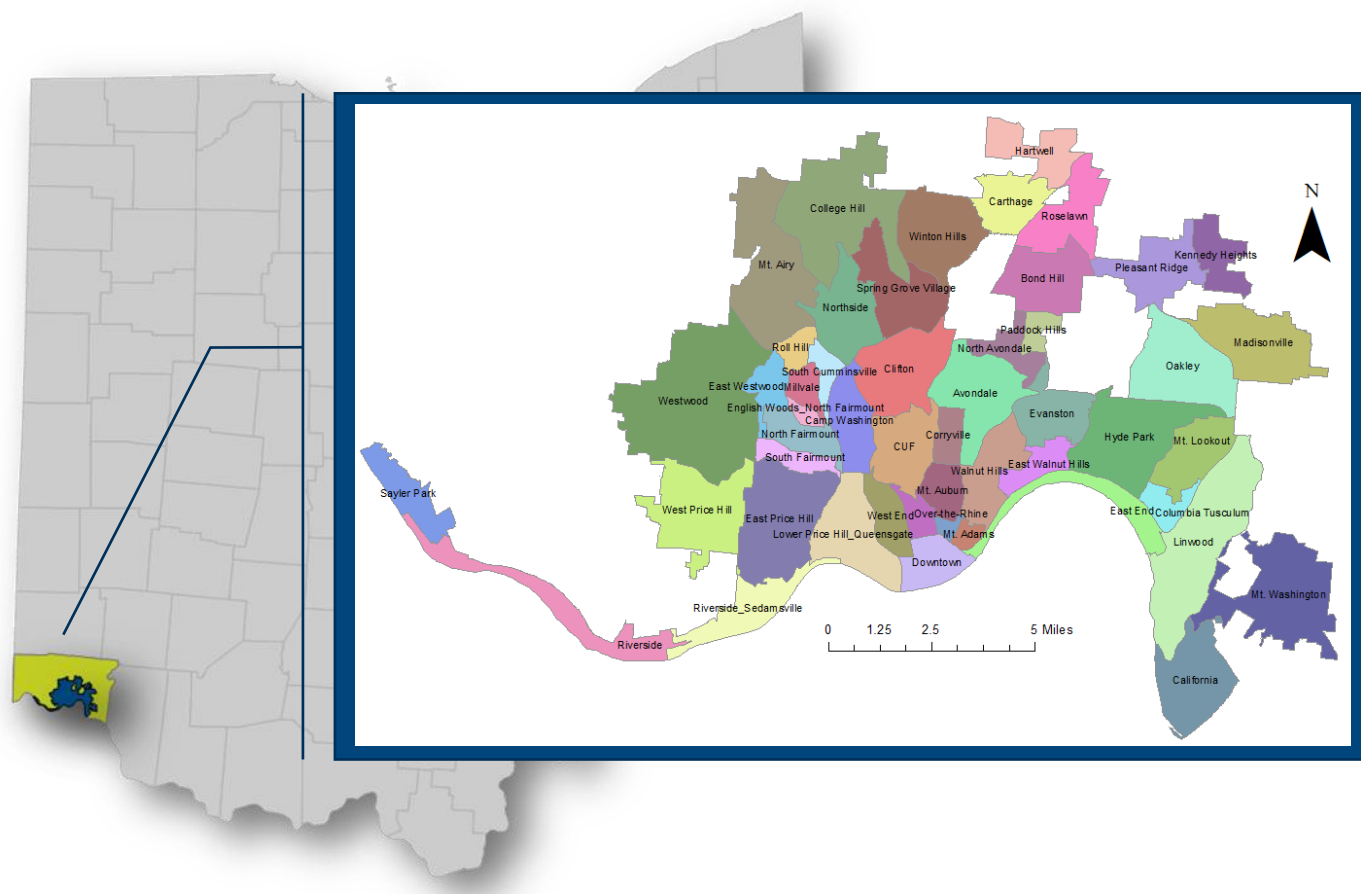 Hartwell
N
Carthage
College Hill
Roselawn
Winton Hills
Kennedy Heights
Mt. Airy
Pleasant Ridge
Bond Hill
Spring Grove Village
Northside
Paddock Hills
Madisonville
Roll Hill
North Avondale
Oakley
South Cumminsville
Clifton
East Westwood
Millvale
Avondale
Westwood
English Woods_North Fairmount
Evanston
Camp Washington
North Fairmount
Corryville
Hyde Park
Mt. Lookout
CUF
South Fairmount
East Walnut Hills
Walnut Hills
Sayler Park
Mt. Auburn
West Price Hill
East End
Columbia Tusculum
East Price Hill
West End
Over-the-Rhine
Lower Price Hill_Queensgate
Mt. Adams
Linwood
Downtown
Mt. Washington
Riverside_Sedamsville
0 1.25 2.5 5 Miles
Riverside
California